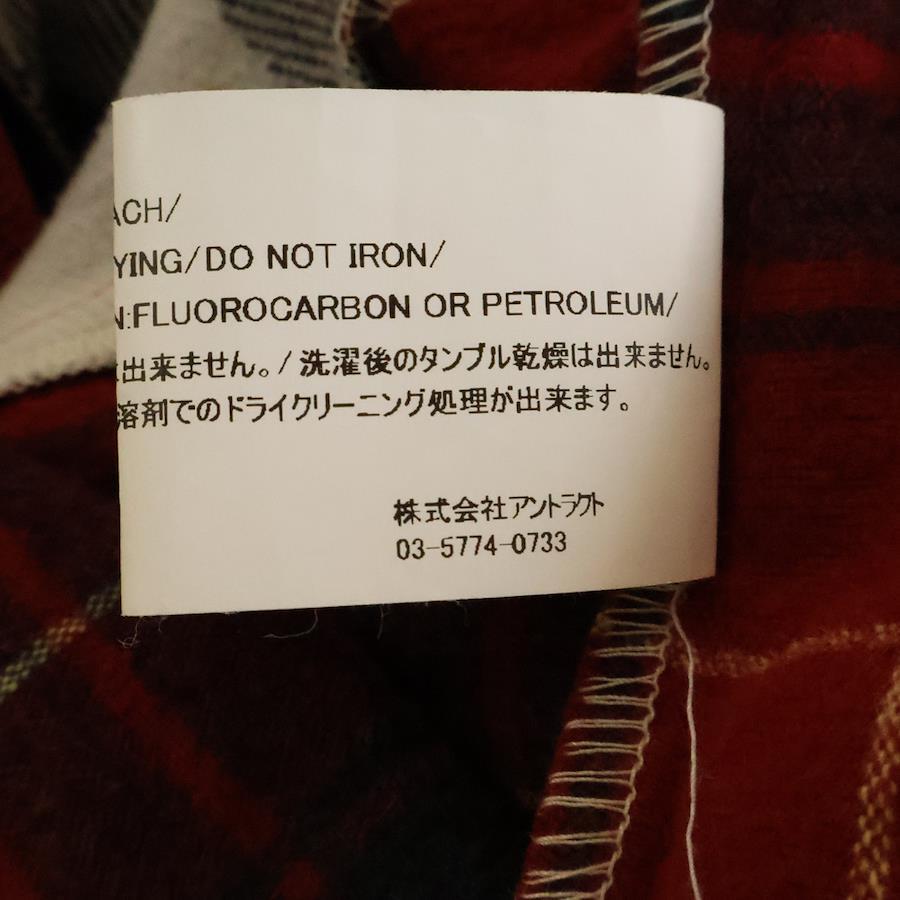 ACH/
YING/DO NOT IRON/
N:FLUOROCARBON OR PETROLEUM/
出来ません。/洗濯後のタンブル乾燥は出来ません。
溶剤でのドライクリーニング処理が出来ます。
株式会社アントラクト
03-5774-0733